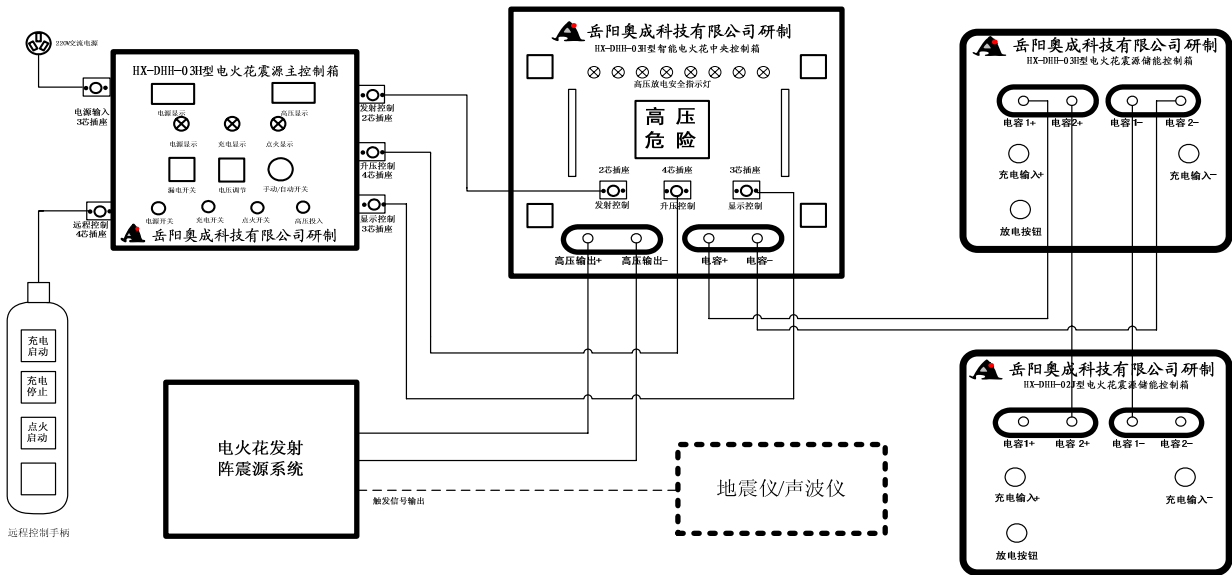 220W交流电源
电源输入
3芯插座
远程控制
4芯插座
HX-DHH-03H型电火花震源主控制箱
电源显示
高压显示
电源显示
充电显示
点火显示
漏电开关
电压调节
手动/自动开关
电源开关
充电开关
点火开关
高压投入
岳阳奥成科技有限公司研制
发射控制
2芯插座
升压控制
4芯插座
显示控制
3芯插座
充电
启动
充电
停止
点火
启动
远程控制手柄
岳阳奥成科技有限公司研制
HX-DHH-03H型智能电火花中央控制箱
高压放电安全指示灯
高压
危险
2芯插座
4芯插座
3芯插座
发射控制
升压控制
显示控制
高压输出+
高压输出-
电容+
电容-
电火花发射
阵震源系统
触发信号输出
地震仪/声波仪
岳阳奥成科技有限公司研制
HX-DHH-03H型电火花震源储能控制箱
电容1+
电容2+
电容1-
电容2-
充电输入+
充电输入-
放电按钮
岳阳奥成科技有限公司研制
HX-DHH-02J型电火花震源储能控制箱
电容1+
电容2+
电容1-
电容2-
充电输入+
充电输入-
放电按钮